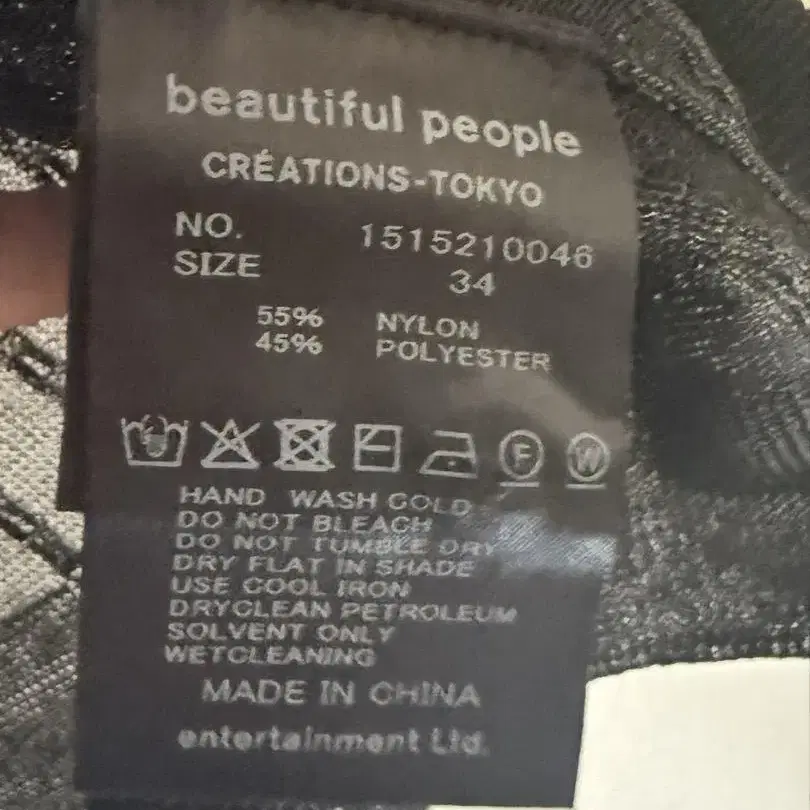 beautiful people
CRÉATIONS-TOKYO
NO. 1515210046
SIZE 34
55% NYLON
45% POLYESTER
F W
HAND WASH COLD
DO NOT BLEACH
DO NOT TUMBLE DRY
DRY FLAT IN SHADE
USE COOL IRON
DRYCLEAN PETROLEUM
SOLVENT ONLY
WETCLEANING
MADE IN CHINA
entertainment Ltd.